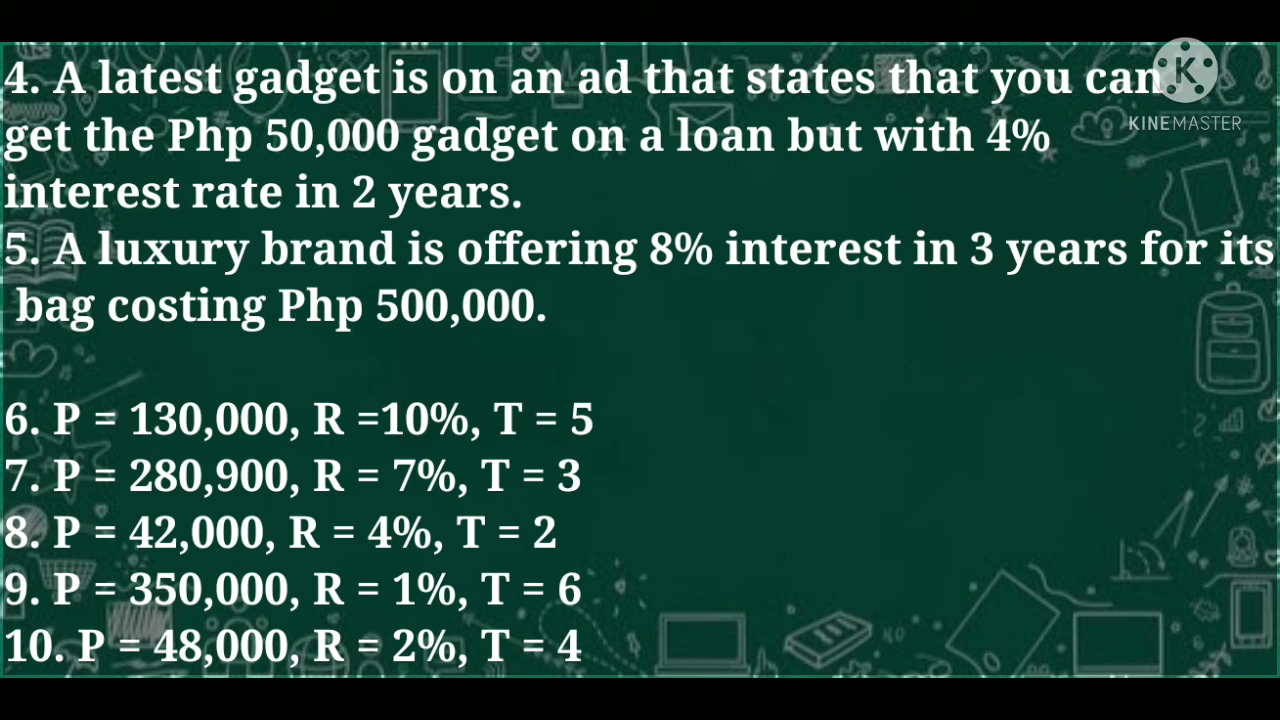 4. A latest gadget is on an ad that states that you can
get the Php 50,000 gadget on a loan but with 4%
interest rate in 2 years.
5. A luxury brand is offering 8% interest in 3 years for its
bag costing Php 500,000.
6. P = 130,000, R =10%, T = 5
7. P = 280,900, R = 7%, T = 3
8. P = 42,000, R = 4%, T = 2
9. P = 350,000, R = 1%, T = 6
10. P = 48,000, R = 2%, T = 4
K
KINEMASTER